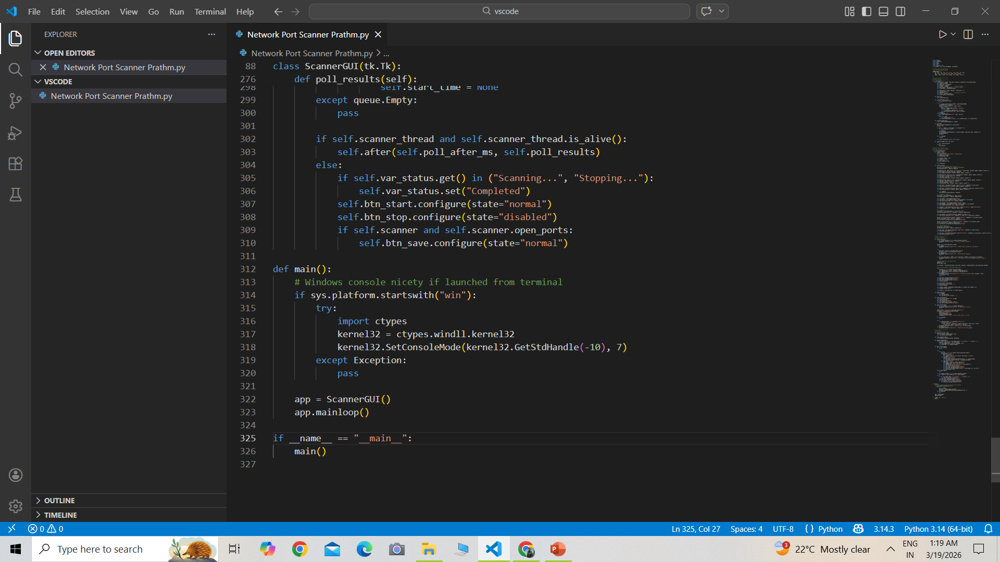 File Edit Selection View Go Run Terminal Help
vscode
EXPLORER
OPEN EDITORS
Network Port Scanner Prathm.py
VSCODE
Network Port Scanner Prathm.py
OUTLINE
TIMELINE
Network Port Scanner Prathm.py
Network Port Scanner Prathm.py > ...
88 class ScannerGUI(tk.Tk):
276 def poll_results(self):
298 self.start_time = None
299 except queue.Empty:
300 pass
301
302 if self.scanner_thread and self.scanner_thread.is_alive():
303 self.after(self.poll_after_ms, self.poll_results)
304 else:
305 if self.var_status.get() in ("Scanning...", "Stopping..."):
306 self.var_status.set("Completed")
307 self.btn_start.configure(state="normal")
308 self.btn_stop.configure(state="disabled")
309 if self.scanner and self.scanner.open_ports:
310 self.btn_save.configure(state="normal")
311
312 def main():
313 # Windows console nicety if launched from terminal
314 if sys.platform.startswith("win"):
315 try:
316 import ctypes
317 kernel32 = ctypes.windll.kernel32
318 kernel32.SetConsoleMode(kernel32.GetStdHandle(-10), 7)
319 except Exception:
320 pass
321
322 app = ScannerGUI()
323 app.mainloop()
324
325 if __name__ == "__main__":
326 main()
327
0 0
Ln 325, Col 27 Spaces: 4 UTF-8 {} Python 3.14.3 Python 3.14 (64-bit)
Type here to search
3 22°C Mostly clear
ENG
IN
1:19 AM
3/19/2026